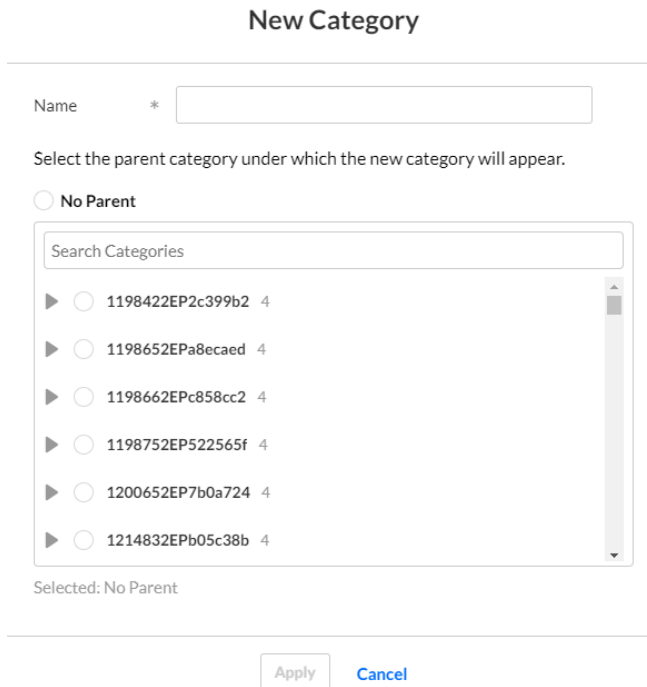 New Category
Name *
Select the parent category under which the new category will appear.
No Parent
Search Categories
1198422EP2c399b2 4
1198652EPa8ecaed 4
1198662EPc858cc2 4
1198752EP522565f 4
1200652EP7b0a724 4
1214832EPb05c38b 4
Selected: No Parent
Apply Cancel